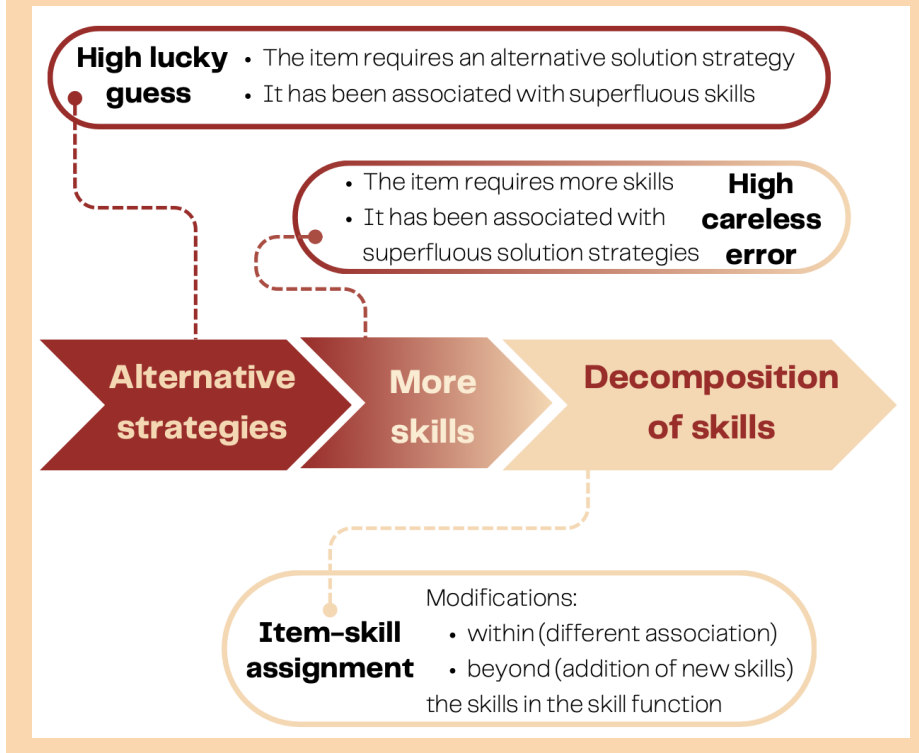 High lucky
guess
• The item requires an alternative solution strategy
• It has been associated with superfluous skills
• The item requires more skills
• It has been associated with
superfluous solution strategies
High
careless
error
Alternative
strategies
More
skills
Decomposition
of skills
Item-skill
assignment
Modifications:
• within (different association)
• beyond (addition of new skills)
the skills in the skill function